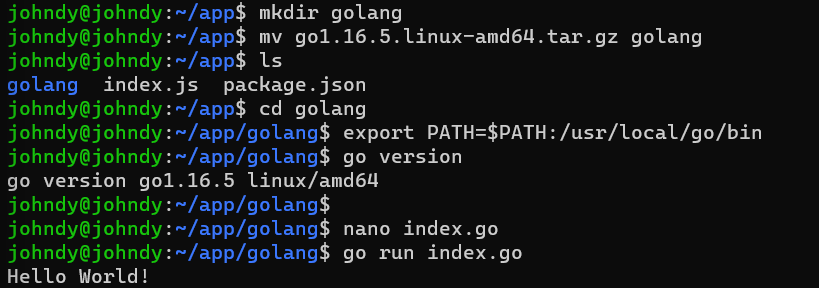 johndy@johndy:~/app$ mkdir golang
johndy@johndy:~/app$ mv go1.16.5.linux-amd64.tar.gz golang
johndy@johndy:~/app$ ls
golang  index.js  package.json
johndy@johndy:~/app$ cd golang
johndy@johndy:~/app/golang$ export PATH=$PATH:/usr/local/go/bin
johndy@johndy:~/app/golang$ go version
go version go1.16.5 linux/amd64
johndy@johndy:~/app/golang$
johndy@johndy:~/app/golang$ nano index.go
johndy@johndy:~/app/golang$ go run index.go
Hello World!